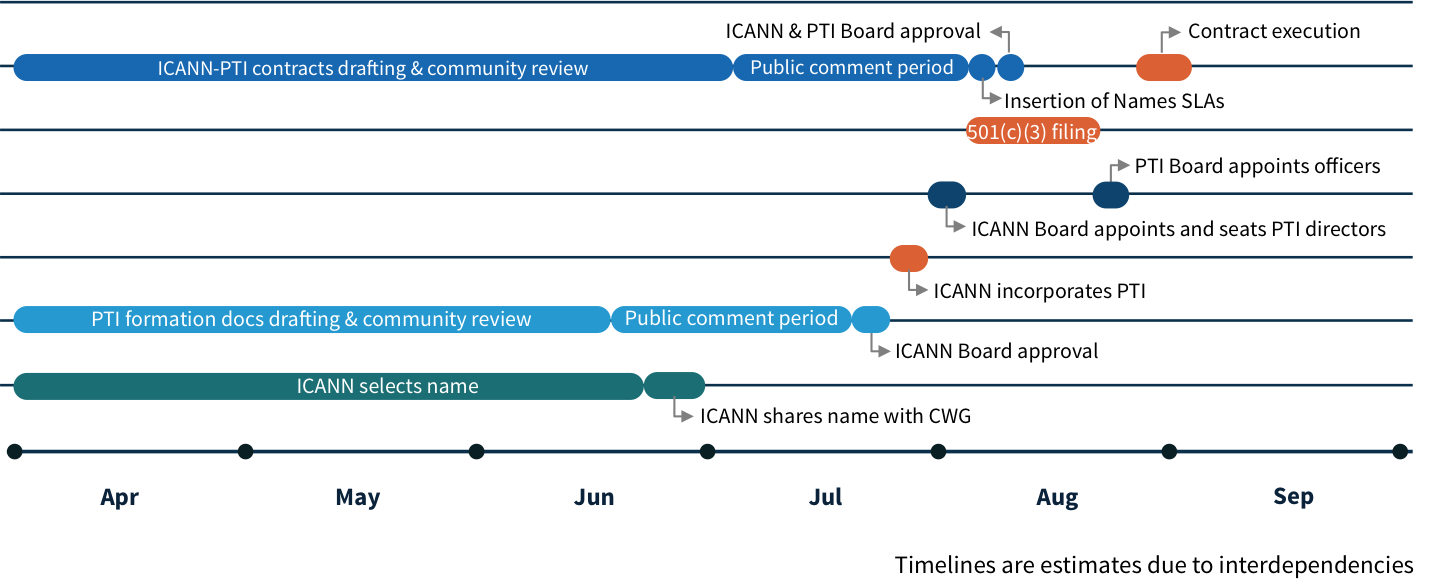 ICANN & PTI Board approval
Contract execution
ICANN-PTI contracts drafting & community review
Public comment period
Insertion of Names SLAs
501(c)(3) filing
PTI Board appoints officers
ICANN Board appoints and seats PTI directors
ICANN incorporates PTI
PTI formation docs drafting & community review
Public comment period
ICANN Board approval
ICANN selects name
ICANN shares name with CWG
Apr
May
Jun
Jul
Aug
Sep
Timelines are estimates due to interdependencies